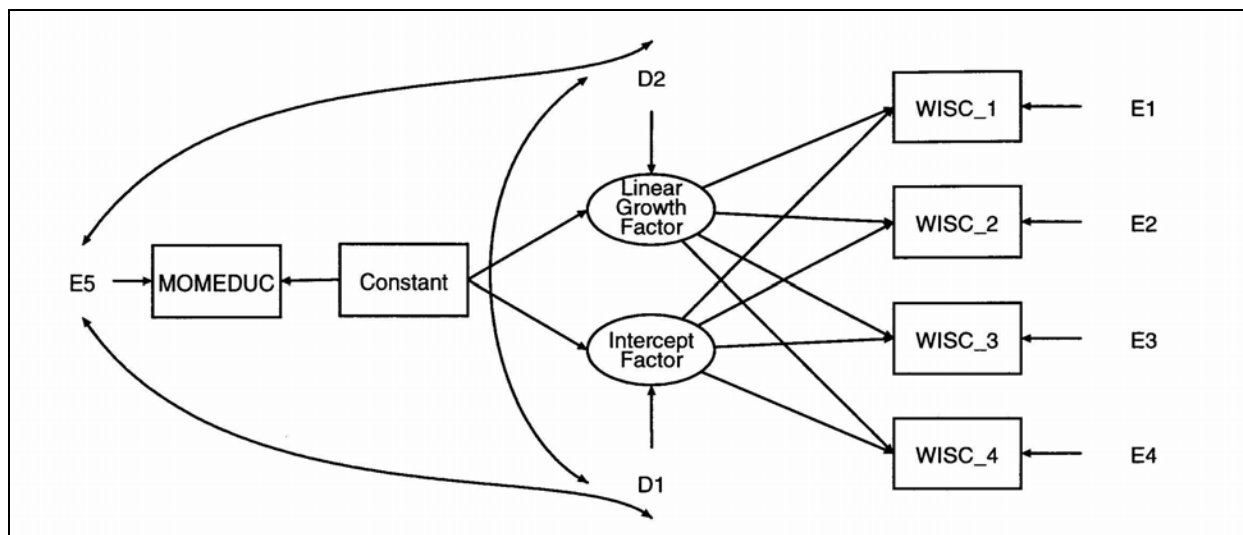 D2
WISC_1
E1
Linear
Growth
Factor
WISC_2
E2
E5
MOMEDUC
Constant
Intercept
Factor
WISC_3
E3
D1
WISC_4
E4